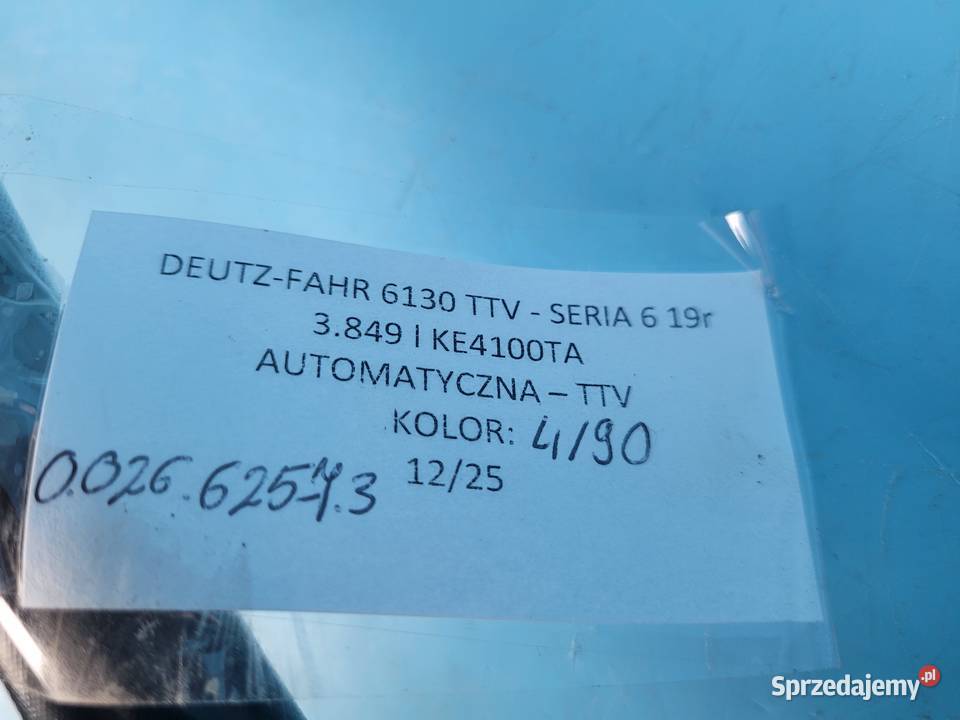 DEUTZ-FAHR 6130 TTV - SERIA 6 19r
3.849 l KE4100TA
AUTOMATYCZNA – TTV
KOLOR: 4/90
12/25
0.026.6257.3
Sprzedajemy.pl